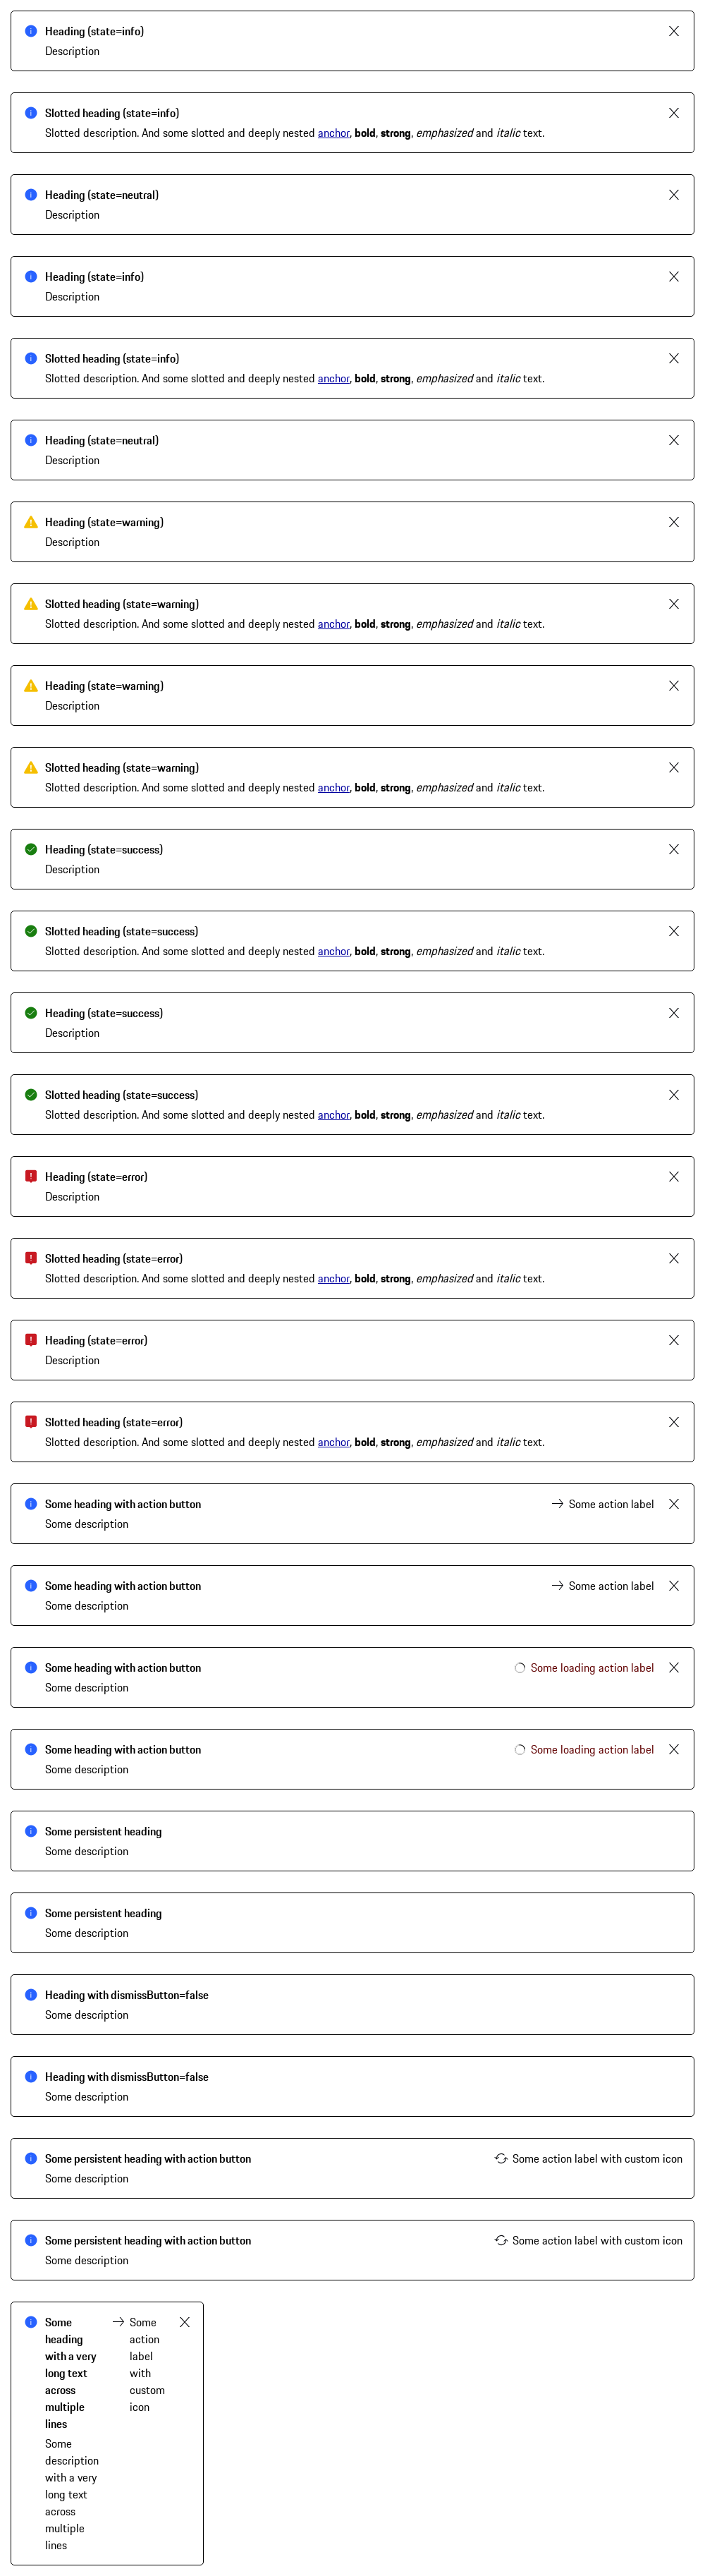 Heading (state=info)
Description
Slotted heading (state=info)
Slotted description. And some slotted and deeply nested anchor, bold, strong, emphasized and italic text.
Heading (state=neutral)
Description
Heading (state=info)
Description
Slotted heading (state=info)
Slotted description. And some slotted and deeply nested anchor, bold, strong, emphasized and italic text.
Heading (state=neutral)
Description
Heading (state=warning)
Description
Slotted heading (state=warning)
Slotted description. And some slotted and deeply nested anchor, bold, strong, emphasized and italic text.
Heading (state=warning)
Description
Slotted heading (state=warning)
Slotted description. And some slotted and deeply nested anchor, bold, strong, emphasized and italic text.
Heading (state=success)
Description
Slotted heading (state=success)
Slotted description. And some slotted and deeply nested anchor, bold, strong, emphasized and italic text.
Heading (state=success)
Description
Slotted heading (state=success)
Slotted description. And some slotted and deeply nested anchor, bold, strong, emphasized and italic text.
Heading (state=error)
Description
Slotted heading (state=error)
Slotted description. And some slotted and deeply nested anchor, bold, strong, emphasized and italic text.
Heading (state=error)
Description
Slotted heading (state=error)
Slotted description. And some slotted and deeply nested anchor, bold, strong, emphasized and italic text.
Some heading with action button
Some action label
Some description
Some heading with action button
Some action label
Some description
Some heading with action button
Some loading action label
Some description
Some heading with action button
Some loading action label
Some description
Some persistent heading
Some description
Some persistent heading
Some description
Heading with dismissButton=false
Some description
Heading with dismissButton=false
Some description
Some persistent heading with action button
Some action label with custom icon
Some description
Some persistent heading with action button
Some action label with custom icon
Some description
Some
heading
with a very
long text
across
multiple
lines
Some
description
with a very
long text
across
multiple
lines
Some
action
label
with
custom
icon